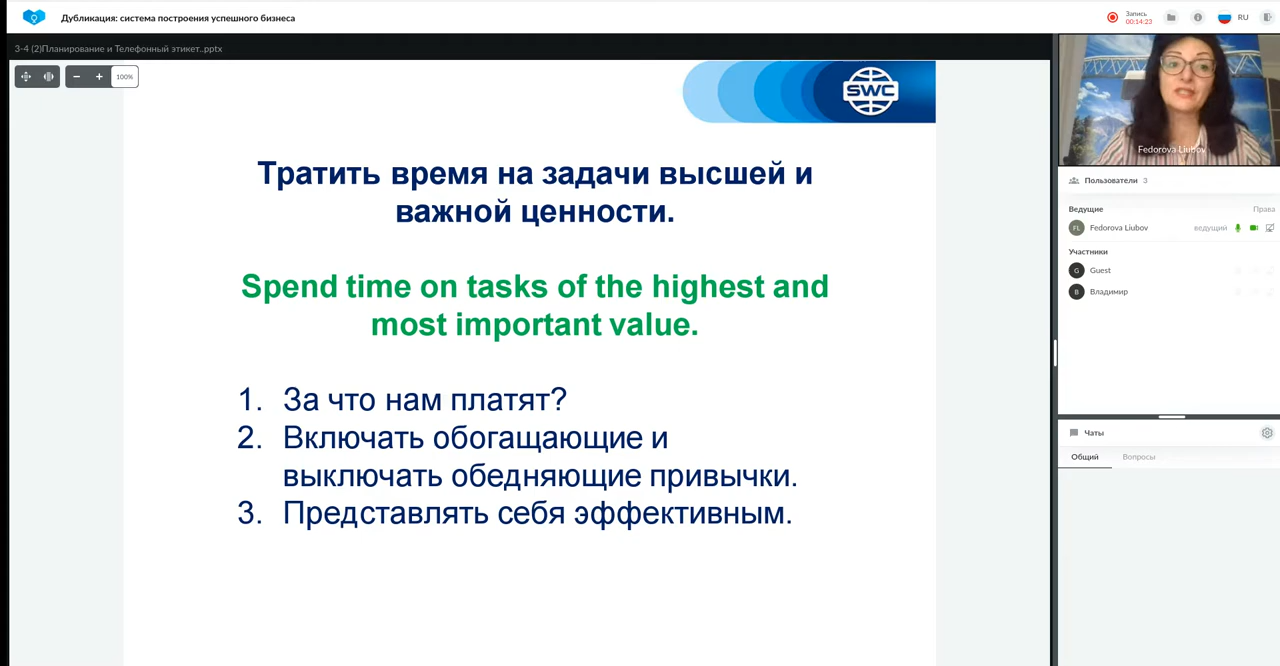 Дубликация: система построения успешного бизнеса
Запись
00:14:23
RU
3-4 (2)Планирование и Телефонный этикет..pptx
100%
SWC
Тратить время на задачи высшей и
важной ценности.
Spend time on tasks of the highest and
most important value.
1. За что нам платят?
2. Включать обогащающие и
выключать обедняющие привычки.
3. Представлять себя эффективным.
Fedorova Liubov
Пользователи 3
Ведущие
Права
FL Fedorova Liubov ведущий
Участники
G Guest
В Владимир
Чаты
Общий Вопросы